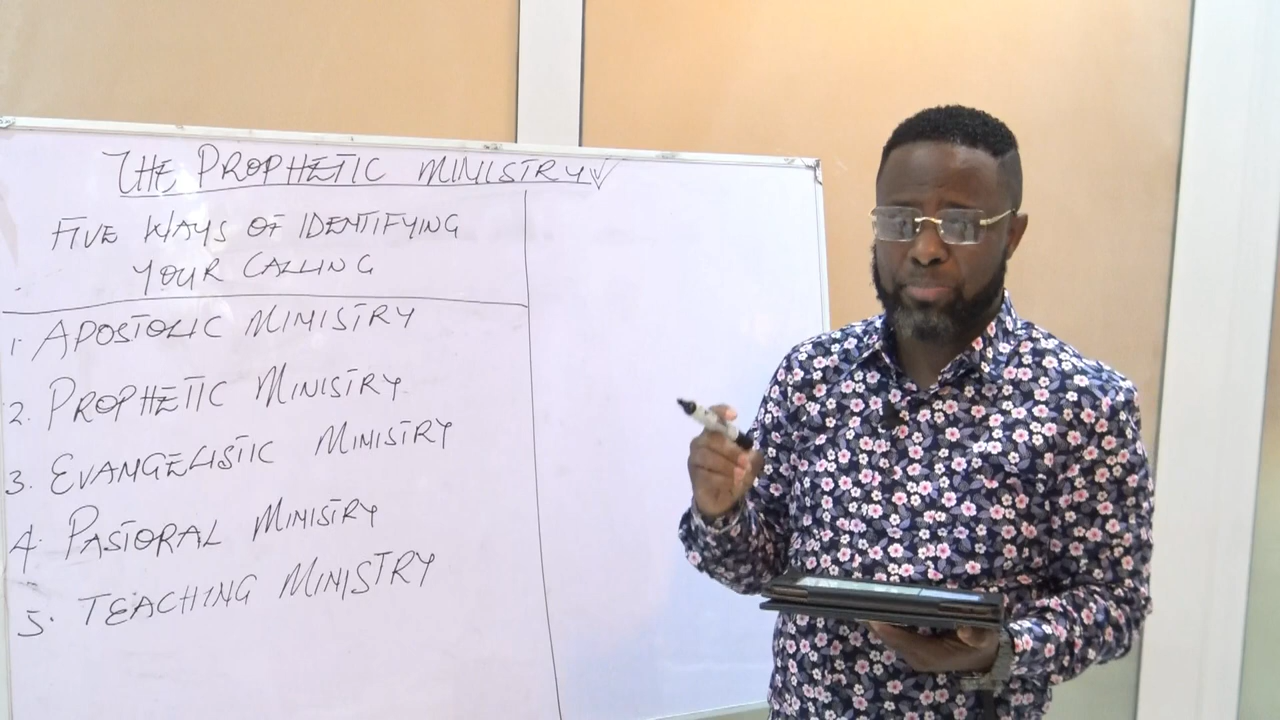 THE PROPHETIC MINISTRY
FIVE WAYS OF IDENTIFYING
YOUR CALLING
1. APOSTOLIC MINISTRY
2. PROPHETIC MINISTRY
3. EVANGELISTIC MINISTRY
4. PASTORAL MINISTRY
5. TEACHING MINISTRY